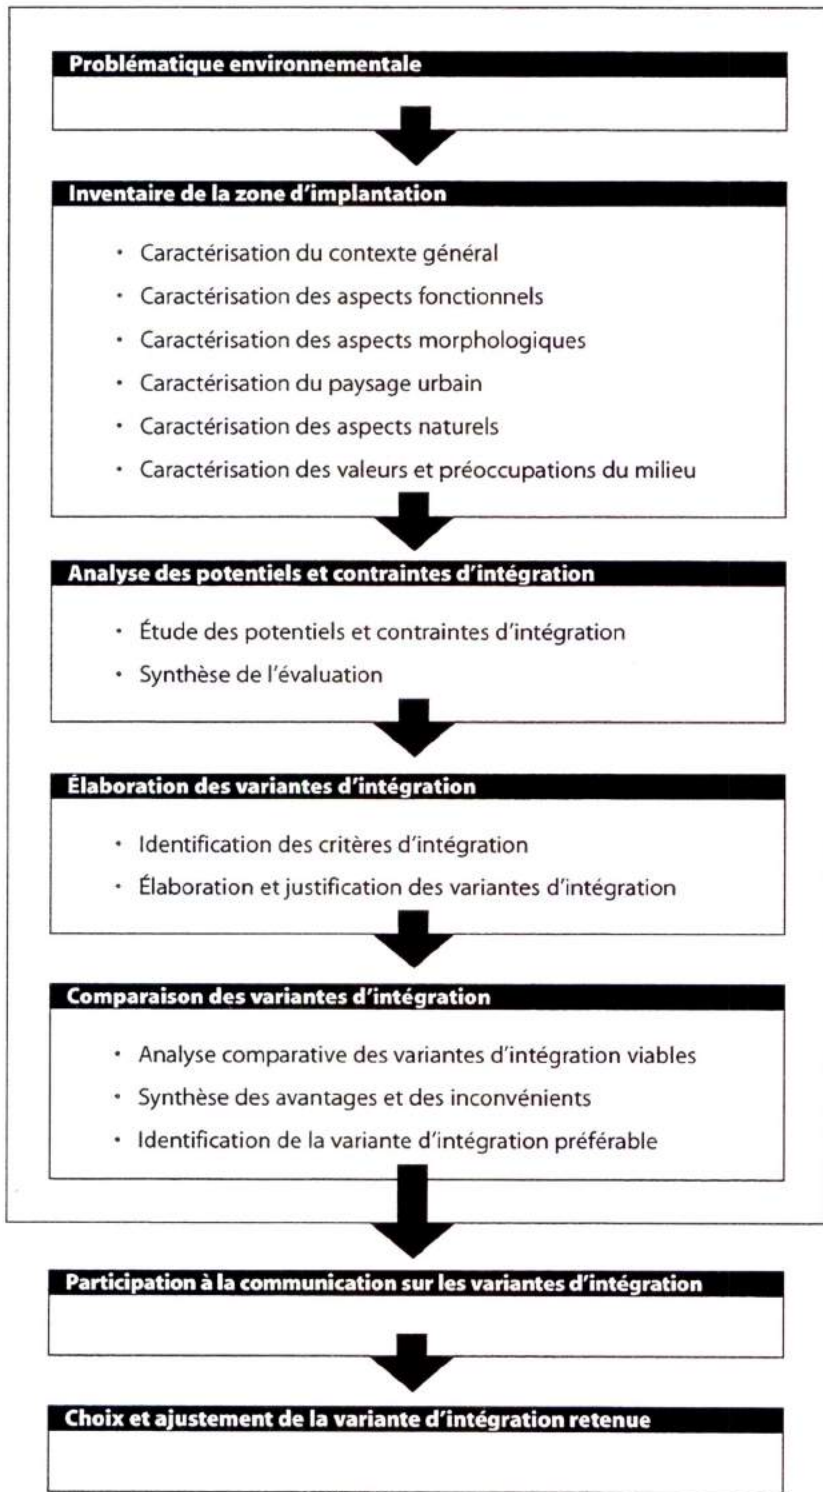 Problématique environnementale
Inventaire de la zone d'implantation
• Caractérisation du contexte général
• Caractérisation des aspects fonctionnels
• Caractérisation des aspects morphologiques
• Caractérisation du paysage urbain
• Caractérisation des aspects naturels
• Caractérisation des valeurs et préoccupations du milieu
Analyse des potentiels et contraintes d'intégration
• Étude des potentiels et contraintes d'intégration
• Synthèse de l'évaluation
Élaboration des variantes d'intégration
• Identification des critères d'intégration
• Élaboration et justification des variantes d'intégration
Comparaison des variantes d'intégration
• Analyse comparative des variantes d'intégration viables
• Synthèse des avantages et des inconvénients
• Identification de la variante d'intégration préférable
Participation à la communication sur les variantes d'intégration
Choix et ajustement de la variante d'intégration retenue